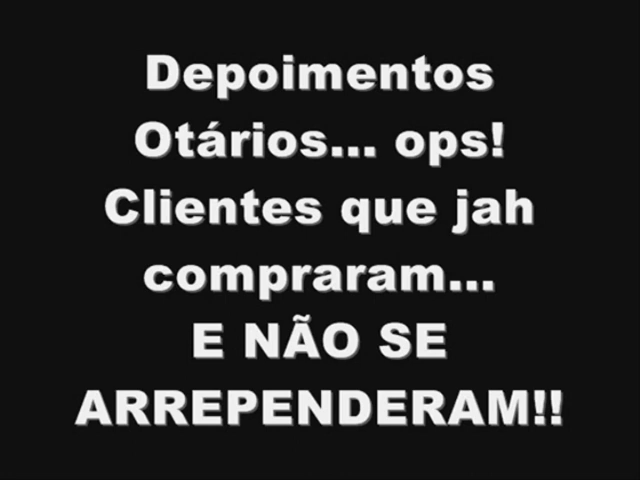 Depoimentos
Otários... ops!
Clientes que jah
compraram...
E NÃO SE
ARREPENDERAM!!